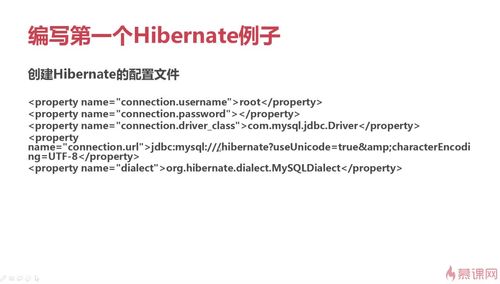 编写第一个Hibernate例子
创建Hibernate的配置文件
<property name="connection.username">root</property>
<property name="connection.password"></property>
<property name="connection.driver_class">com.mysql.jdbc.Driver</property>
<property
name="connection.url">jdbc:mysql:///hibernate?useUnicode=true&amp;characterEncodi
ng=UTF-8</property>
<property name="dialect">org.hibernate.dialect.MySQLDialect</property>
慕课网